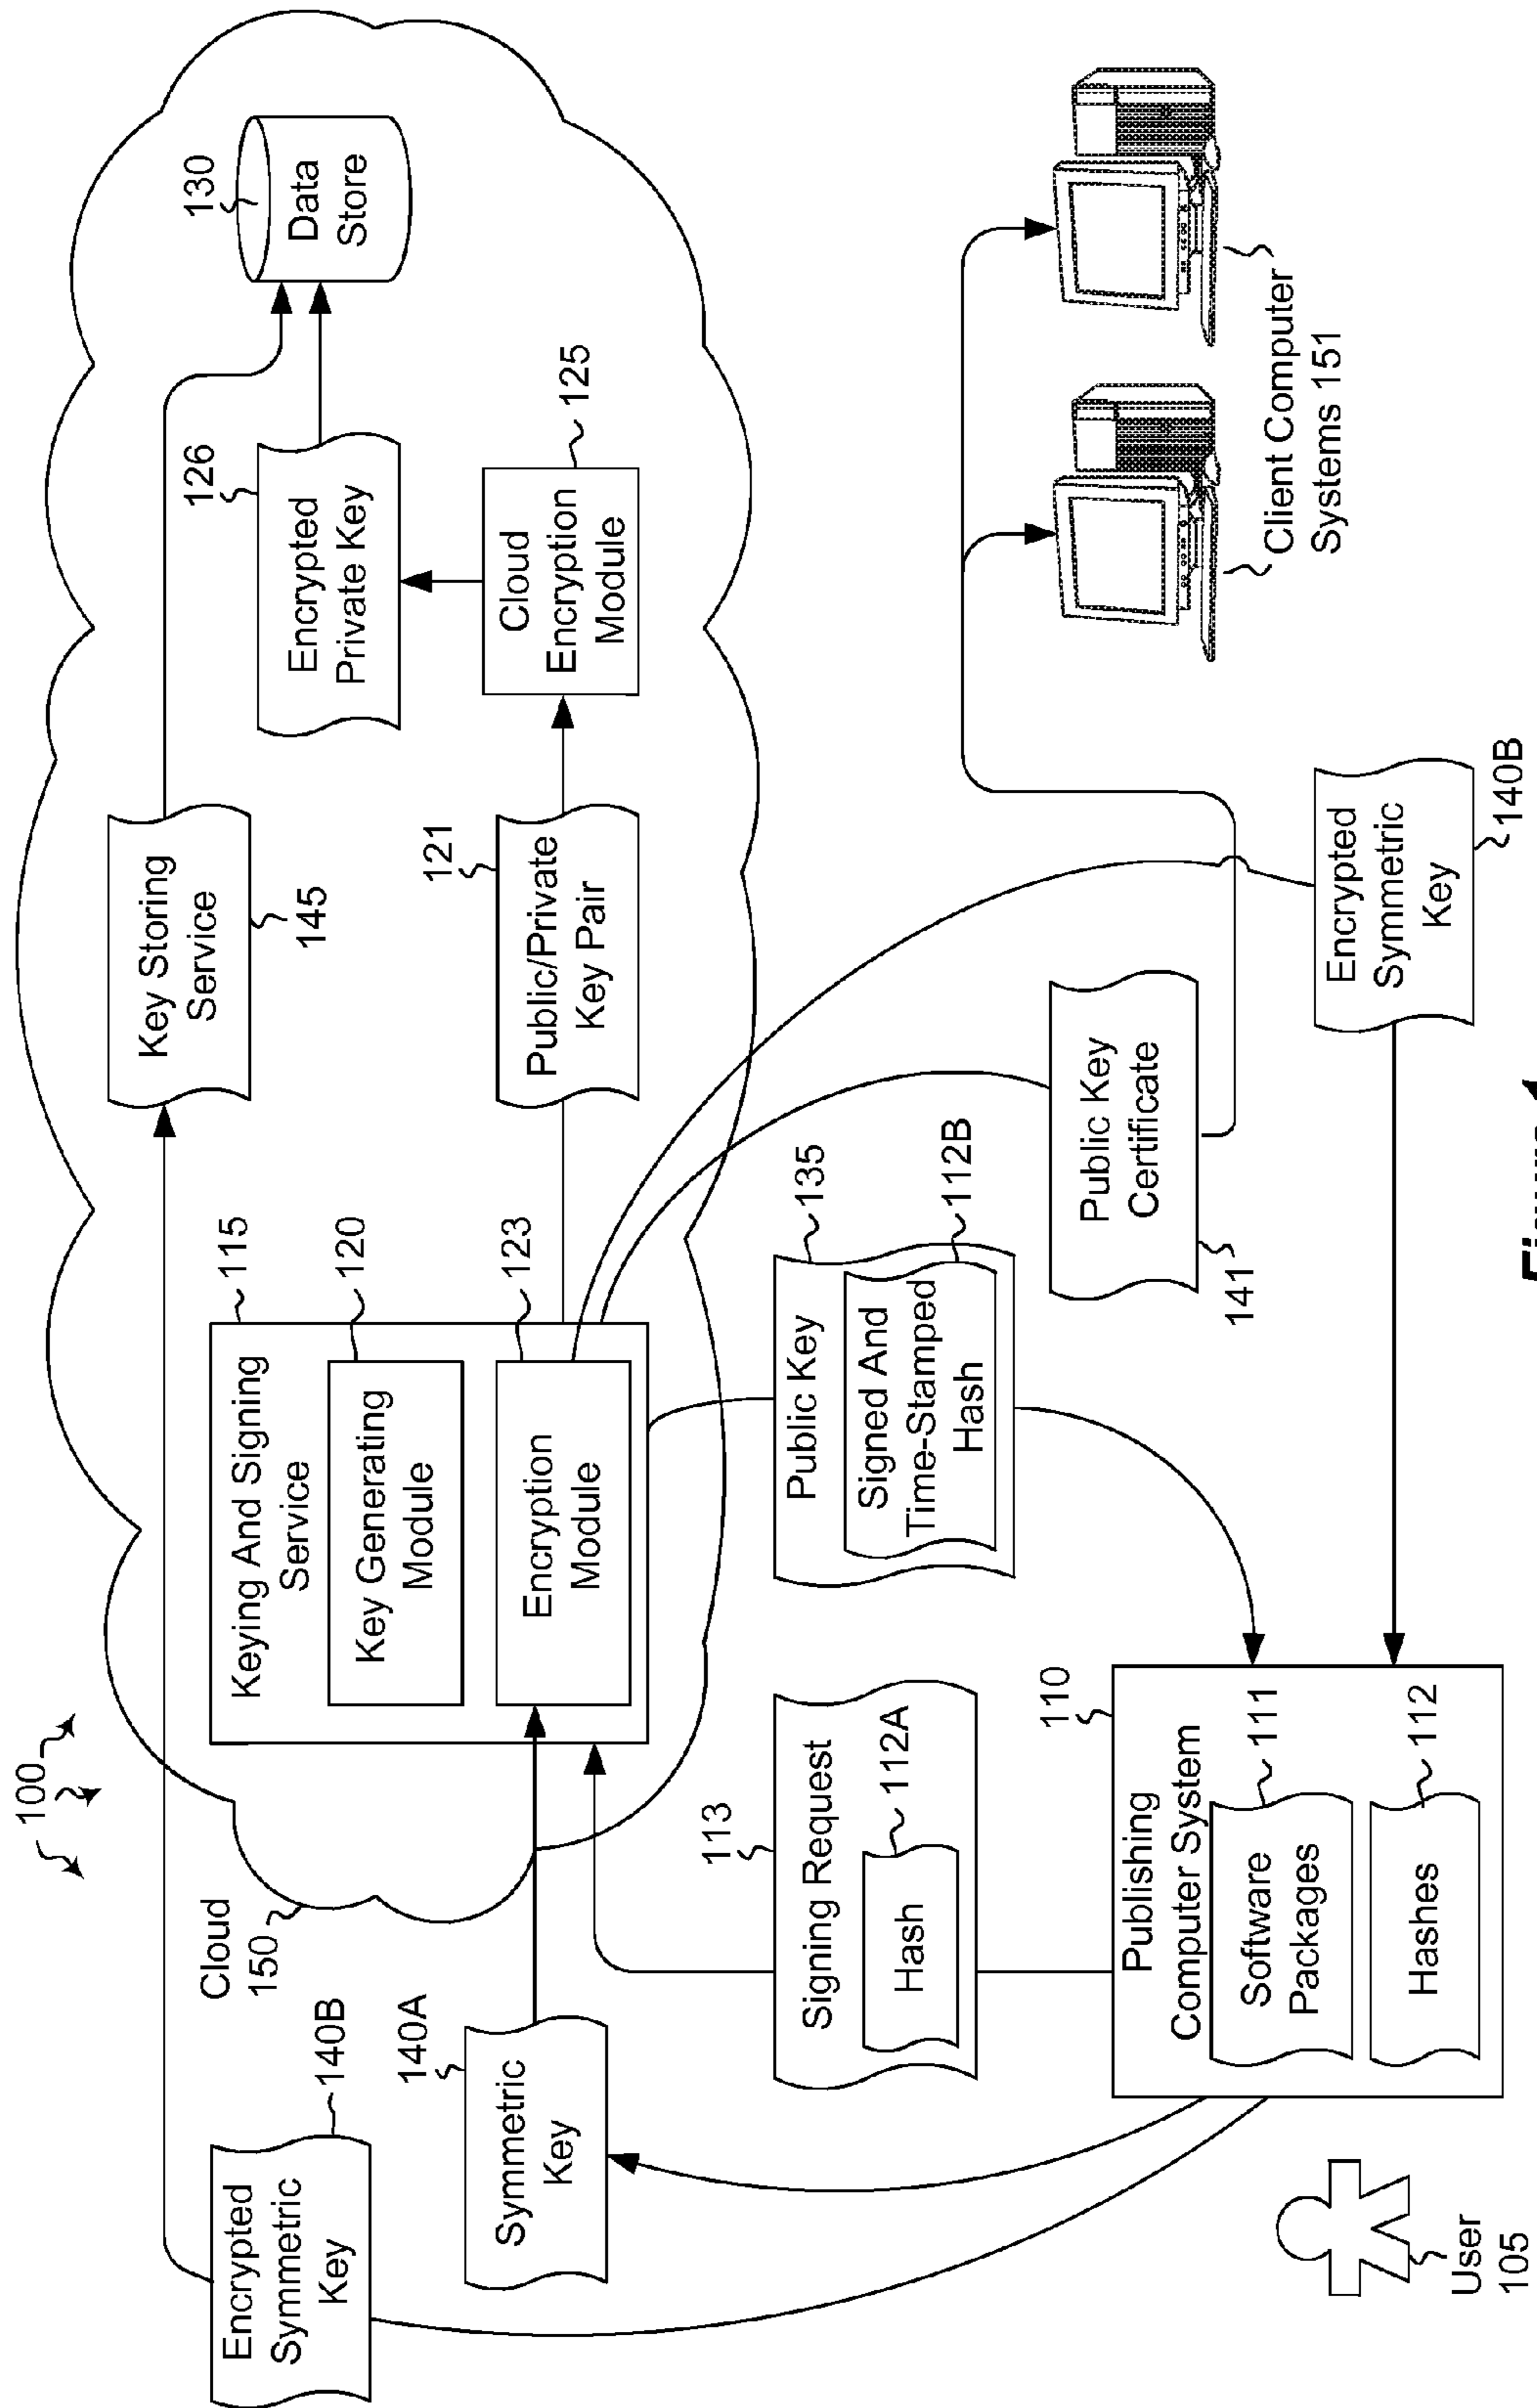 100
Cloud
150
Encrypted
Symmetric
Key
140B
Key Storing
Service
145
130
Data
Store
126
Encrypted
Private Key
Keying And Signing
Service
115
Key Generating
Module
120
Encryption
Module
123
121
Public/Private
Key Pair
Cloud
Encryption
Module
125
140A
Symmetric
Key
113
Signing Request
Hash
112A
Public Key
135
Signed And
Time-Stamped
Hash
112B
Public Key
Certificate
141
Client Computer
Systems 151
110
Publishing
Computer System
Software
Packages
111
Hashes
112
Encrypted
Symmetric
Key
140B
User
105
Figure 1